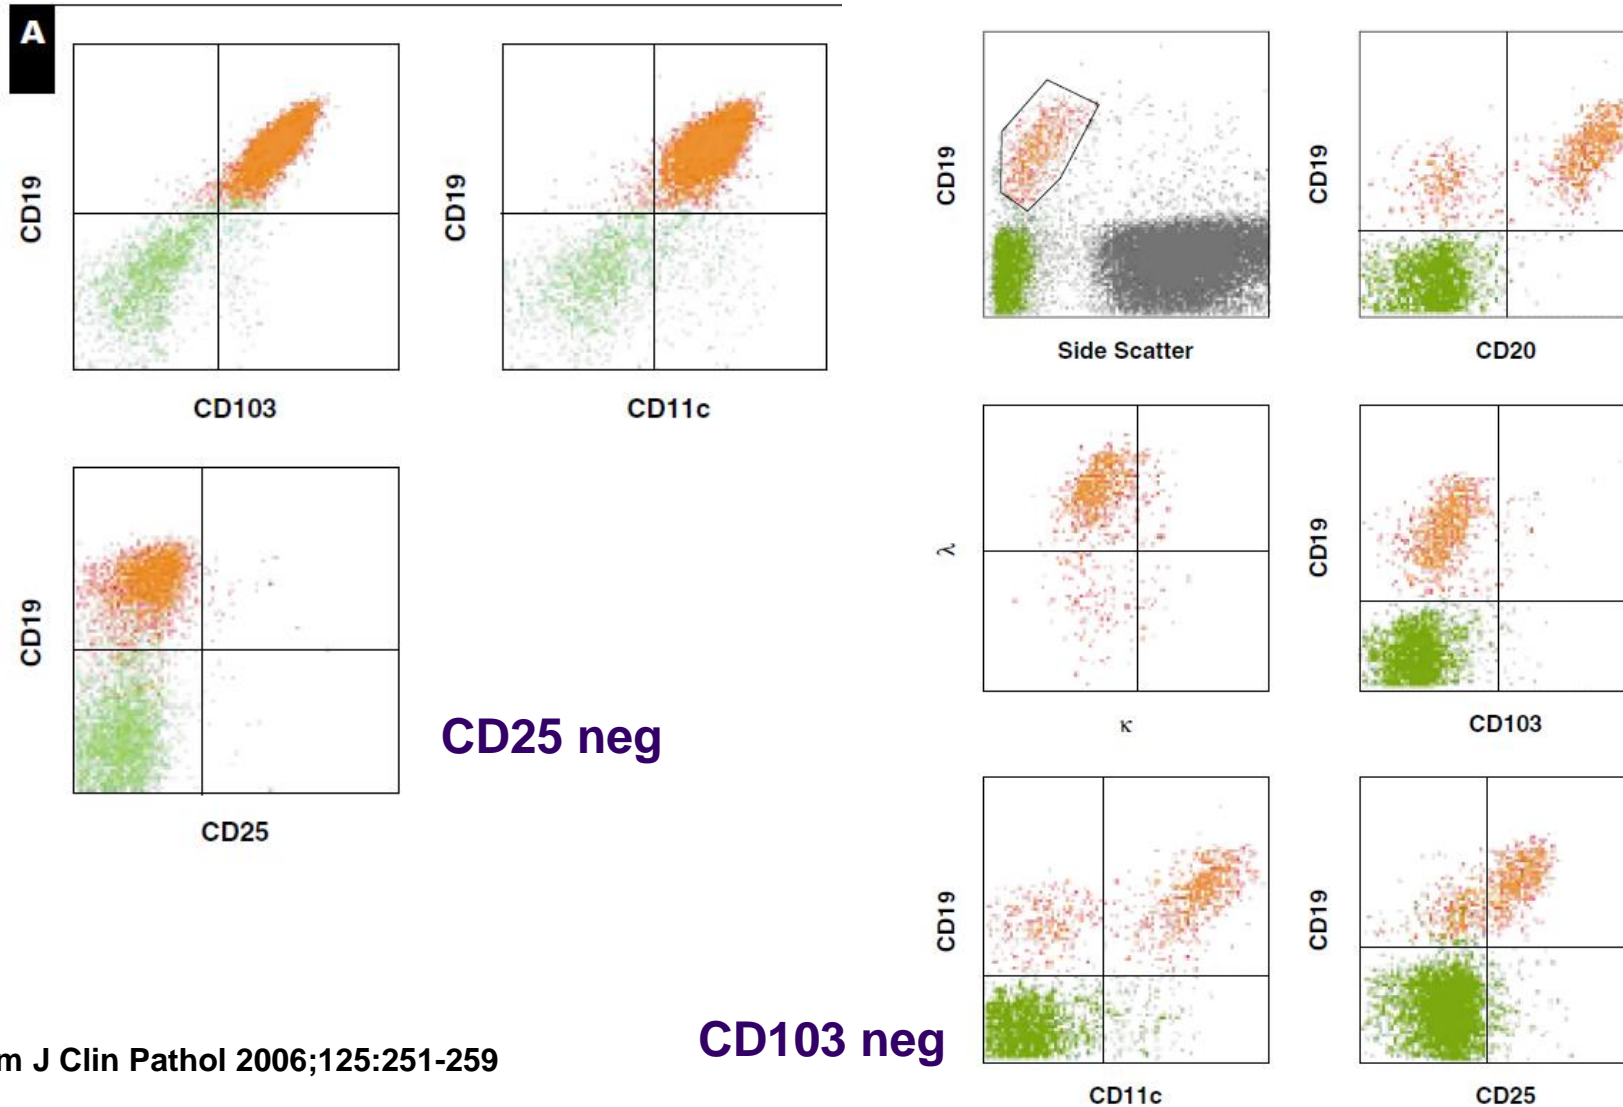 A
CD19
CD103
CD19
CD11c
CD19
CD25
CD25 neg
CD19
Side Scatter
CD19
CD20
λ
κ
CD19
CD103
CD19
CD11c
CD19
CD25
CD103 neg
m J Clin Pathol 2006;125:251-259